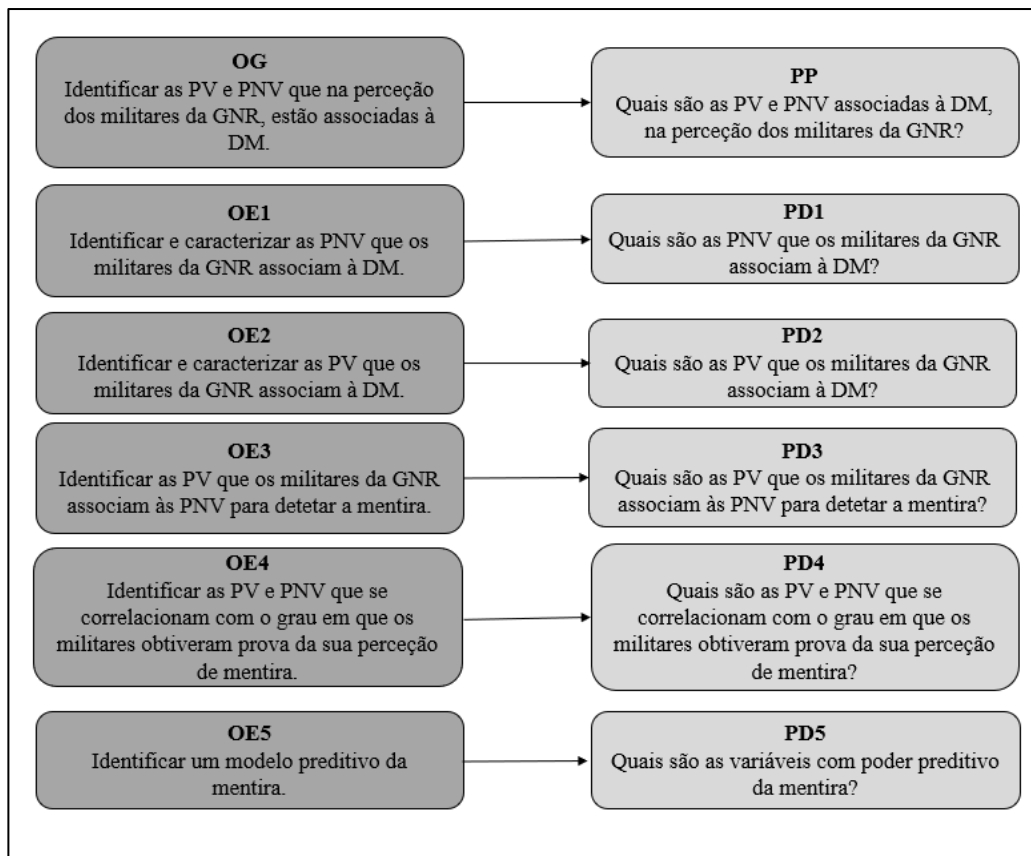 OG
Identificar as PV e PNV que na perceção
dos militares da GNR, estão associadas à
DM.
PP
Quais são as PV e PNV associadas à DM,
na perceção dos militares da GNR?
OE1
Identificar e caracterizar as PNV que os
militares da GNR associam à DM.
PD1
Quais são as PNV que os militares da GNR
associam à DM?
OE2
Identificar e caracterizar as PV que os
militares da GNR associam à DM.
PD2
Quais são as PV que os militares da GNR
associam à DM?
OE3
Identificar as PV que os militares da GNR
associam às PNV para detetar a mentira.
PD3
Quais são as PV que os militares da GNR
associam às PNV para detetar a mentira?
OE4
Identificar as PV e PNV que se
correlacionam com o grau em que os
militares obtiveram prova da sua perceção
de mentira.
PD4
Quais são as PV e PNV que se
correlacionam com o grau em que os
militares obtiveram prova da sua perceção
de mentira?
OE5
Identificar um modelo preditivo da
mentira.
PD5
Quais são as variáveis com poder preditivo
da mentira?